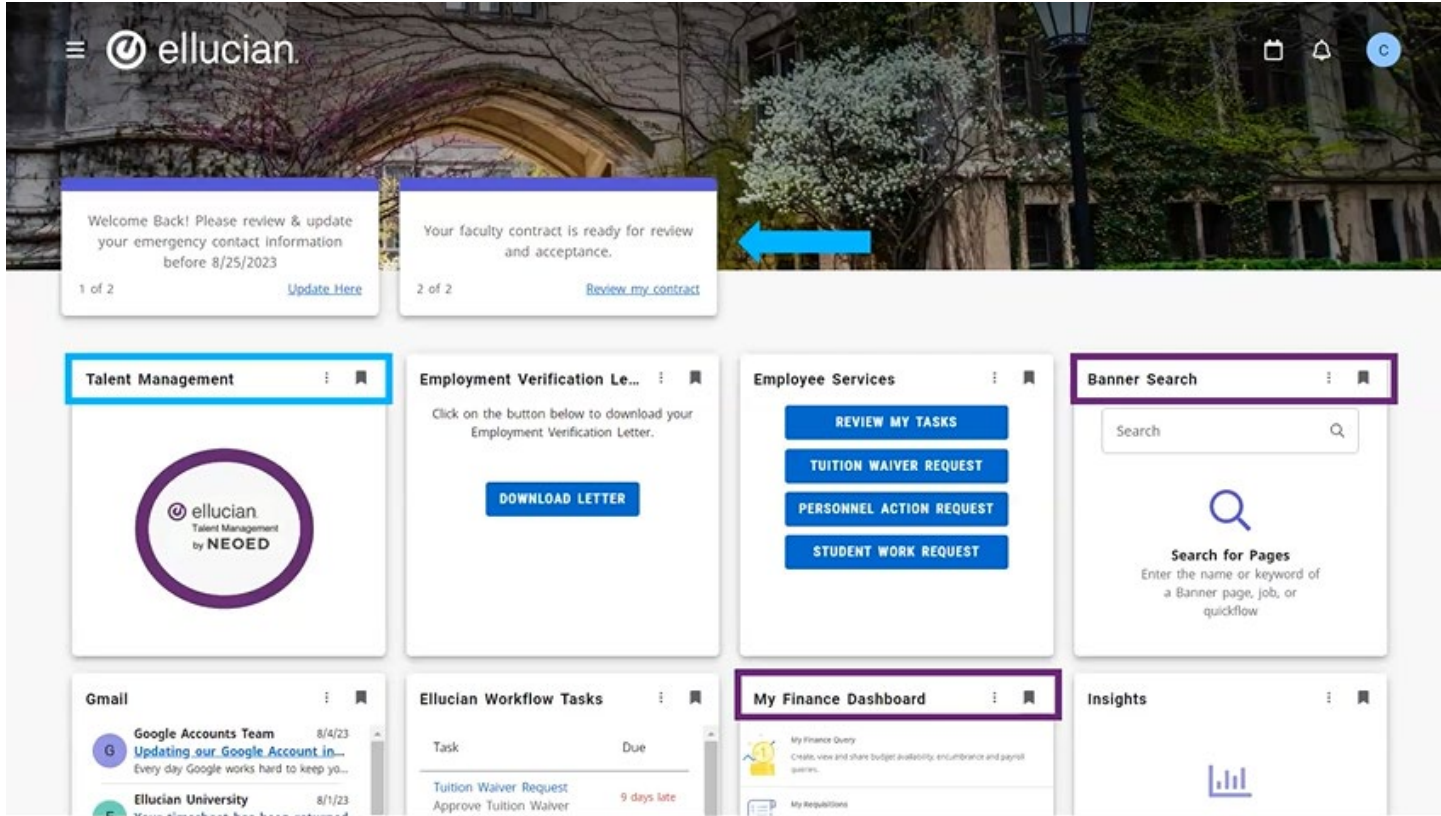 ellucian.
C
Welcome Back! Please review & update
your emergency contact information
before 8/25/2023
1 of 2
Update Here
Your faculty contract is ready for review
and acceptance.
2 of 2
Review my contract
Talent Management
ellucian.
Talent Management
by NEOED
Employment Verification Le...
Click on the button below to download your
Employment Verification Letter.
DOWNLOAD LETTER
Employee Services
REVIEW MY TASKS
TUITION WAIVER REQUEST
PERSONNEL ACTION REQUEST
STUDENT WORK REQUEST
Banner Search
Search
Search for Pages
Enter the name or keyword of
a Banner page, job, or
quickflow
Gmail
G
Google Accounts Team 8/4/23
Updating our Google Account in...
Every day Google works hard to keep yo...
Ellucian University 8/1/23
Your timesheet has been returned
Ellucian Workflow Tasks
Task Due
Tuition Waiver Request
Approve Tuition Waiver
9 days late
My Finance Dashboard
My Finance Query
Create, view and share budget availability, encumbrance and payroll
queries.
My Requisitions
Insights